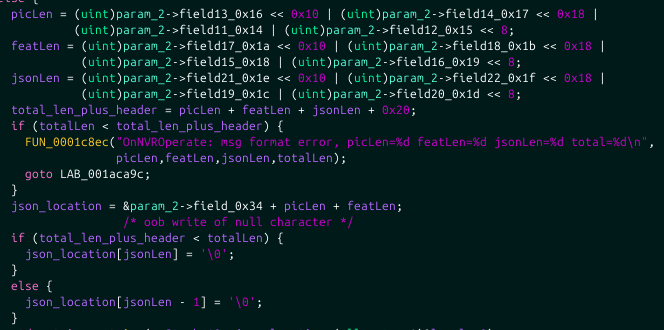 else {
picLen = (uint)param_2->field13_0x16 << 0x10 | (uint)param_2->field14_0x17 << 0x18 |
(uint)param_2->field11_0x14 | (uint)param_2->field12_0x15 << 8;
featLen = (uint)param_2->field17_0x1a << 0x10 | (uint)param_2->field18_0x1b << 0x18 |
(uint)param_2->field15_0x18 | (uint)param_2->field16_0x19 << 8;
jsonLen = (uint)param_2->field21_0x1e << 0x10 | (uint)param_2->field22_0x1f << 0x18 |
(uint)param_2->field19_0x1c | (uint)param_2->field20_0x1d << 8;
total_len_plus_header = picLen + featLen + jsonLen + 0x20;
if (totalLen < total_len_plus_header) {
FUN_0001c8ec("OnNVROperate: msg format error, picLen=%d featLen=%d jsonLen=%d total=%d\n",
picLen,featLen,jsonLen,totalLen);
goto LAB_001aca9c;
}
json_location = &param_2->field_0x34 + picLen + featLen;
/* oob write of null character */
if (total_len_plus_header < totalLen) {
json_location[jsonLen] = '\0';
}
else {
json_location[jsonLen - 1] = '\0';
}